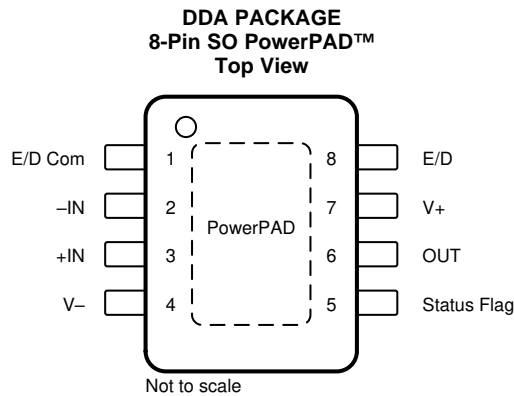 DDA PACKAGE
8-Pin SO PowerPAD™
Top View
E/D Com 1 8 E/D
–IN 2 7 V+
PowerPAD
+IN 3 6 OUT
V– 4 5 Status Flag
Not to scale